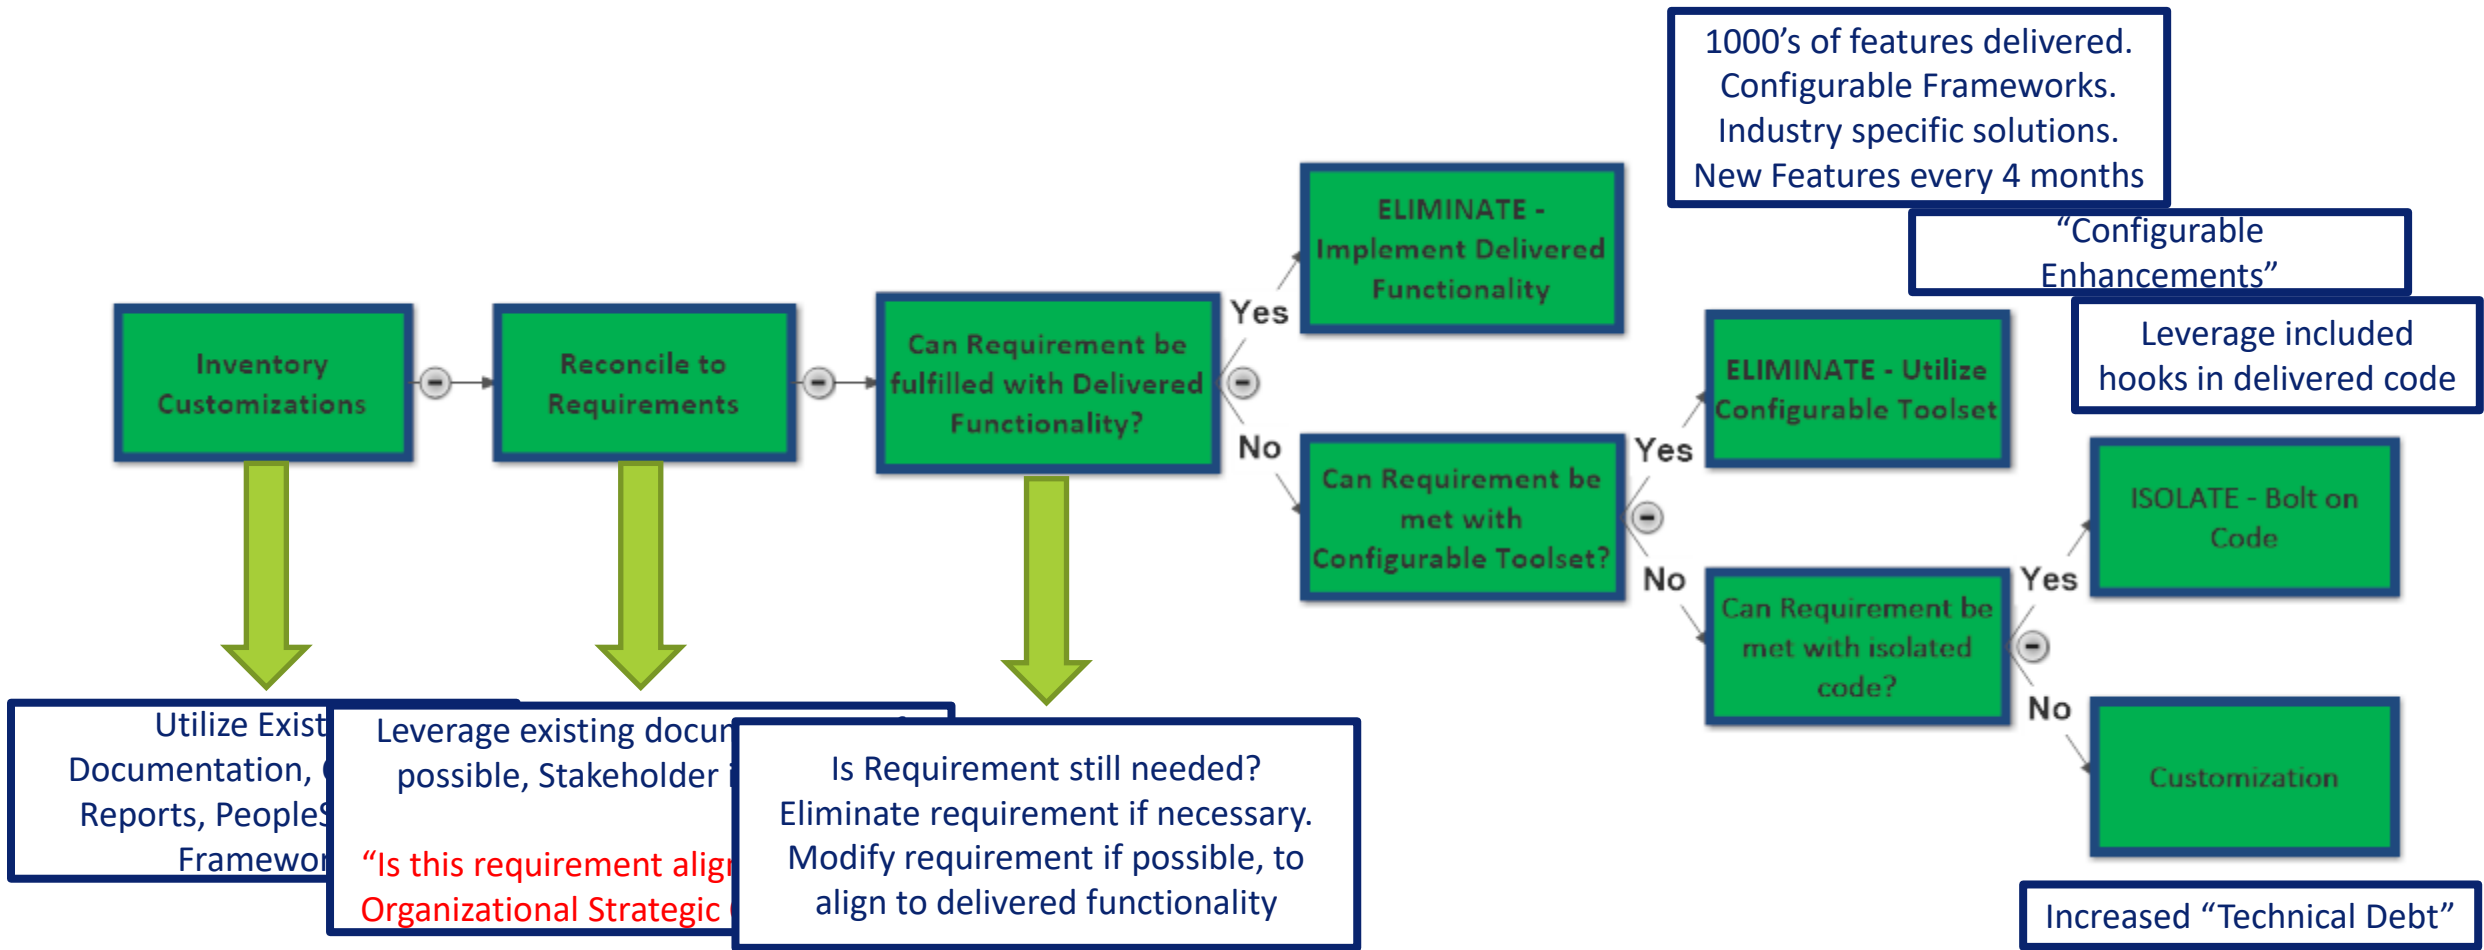 1000’s of features delivered.
Configurable Frameworks.
Industry specific solutions.
New Features every 4 months
“Configurable
Enhancements”
Leverage included
hooks in delivered code
Inventory
Customizations
Reconcile to
Requirements
Can Requirement be
fulfilled with Delivered
Functionality?
Yes
No
ELIMINATE -
Implement Delivered
Functionality
Can Requirement be
met with
Configurable Toolset?
Yes
No
ELIMINATE - Utilize
Configurable Toolset
Can Requirement be
met with isolated
code?
Yes
No
ISOLATE - Bolt on
Code
Customization
Increased “Technical Debt”
Utilize
Documentation,
Reports,
Leverage existing
possible, Stakeholder
“Is this requirement
Organizational Strategic
Is Requirement still needed?
Eliminate requirement if necessary.
Modify requirement if possible, to
align to delivered functionality